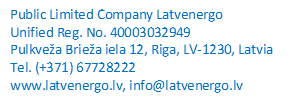 Public Limited Company Latvenergo
Unified Reg. No. 40003032949
Pulkveža Brieža iela 12, Riga, LV-1230, Latvia
Tel. (+371) 67728222
www.latvenergo.lv, info@latvenergo.lv